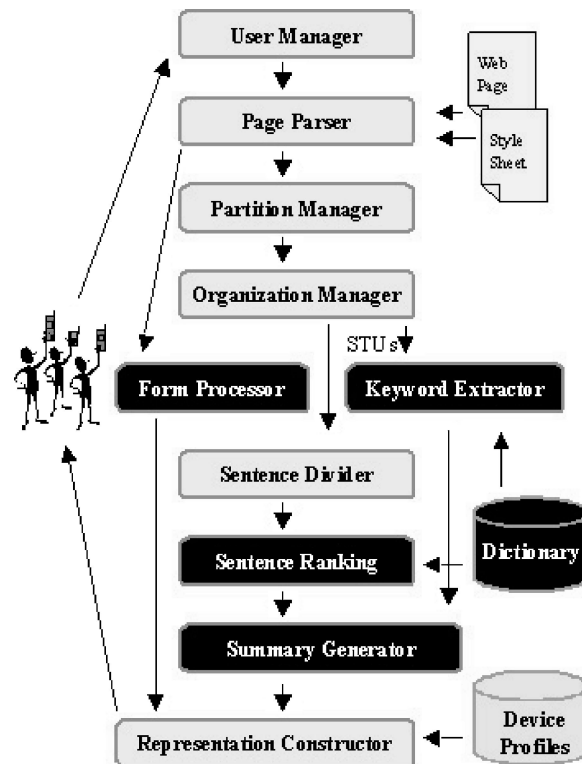 User Manager
Web
Page
Page Parser
Style
Sheet
Partition Manager
Organization Manager
STUs
Form Processor
Keyword Extractor
Sentence Divider
Dictionary
Sentence Ranking
Summary Generator
Device
Profiles
Representation Constructor